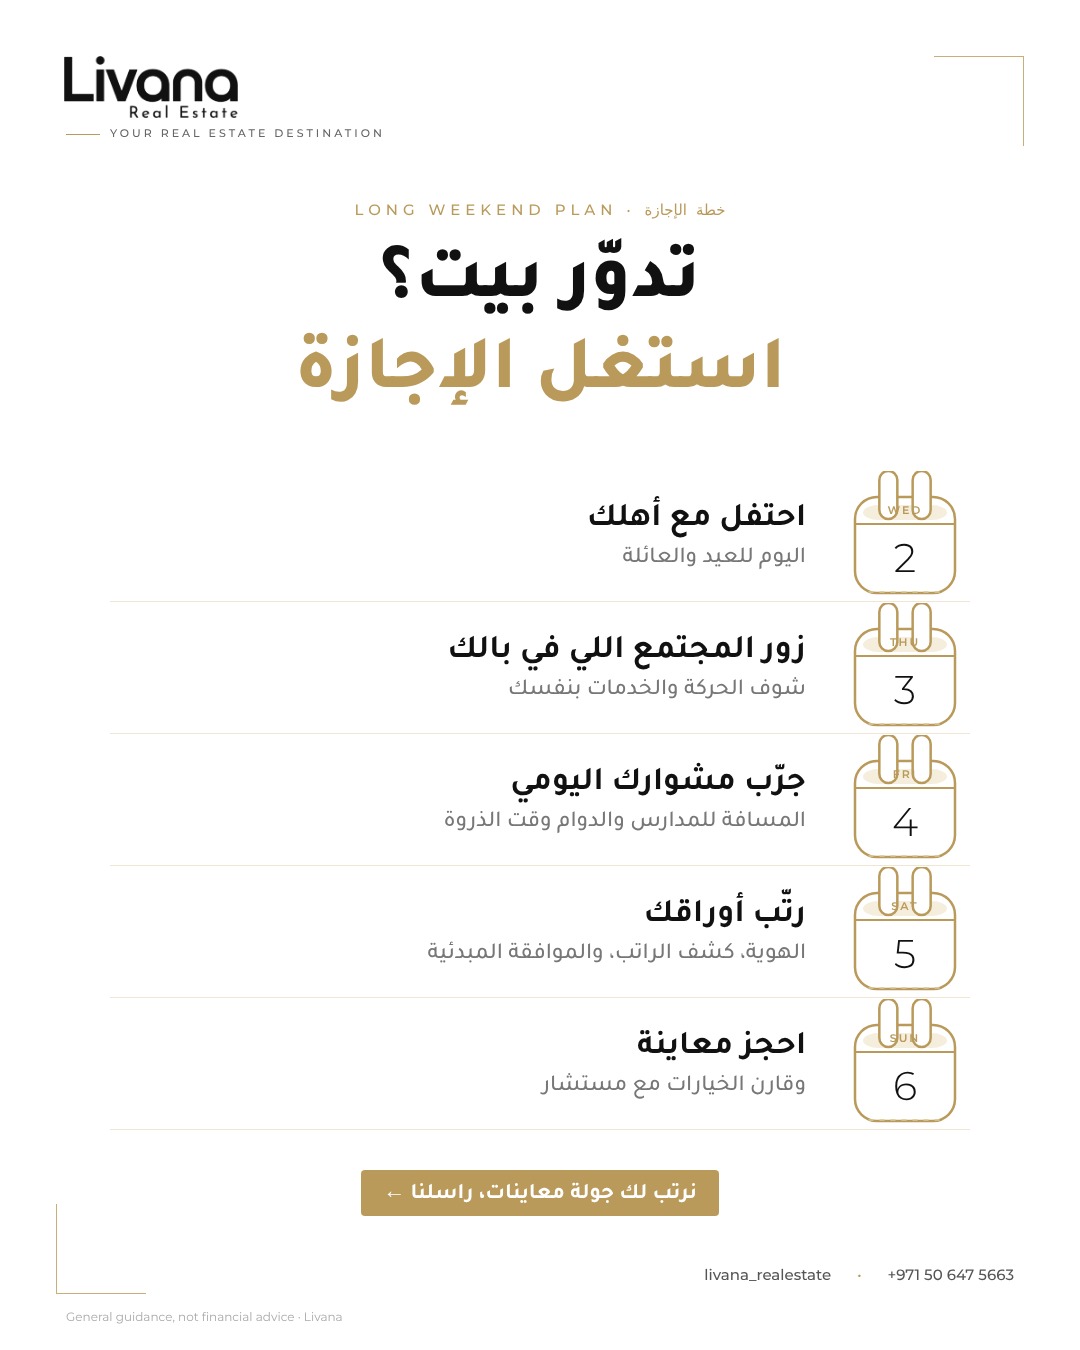 Livana
Real Estate
YOUR REAL ESTATE DESTINATION
LONG WEEKEND PLAN · خطة الإجازة
تدوّر بيت؟
استغل الإجازة
WED
2
احتفل مع أهلك
اليوم للعيد والعائلة
THU
3
زور المجتمع اللي في بالك
شوف الحركة والخدمات بنفسك
FRI
4
جرّب مشوارك اليومي
المسافة للمدارس والدوام وقت الذروة
SAT
5
رتّب أوراقك
الهوية، كشف الراتب، والموافقة المبدئية
SUN
6
احجز معاينة
وقارن الخيارات مع مستشار
نرتب لك جولة معاينات، راسلنا ←
livana_realestate · +971 50 647 5663
General guidance, not financial advice · Livana